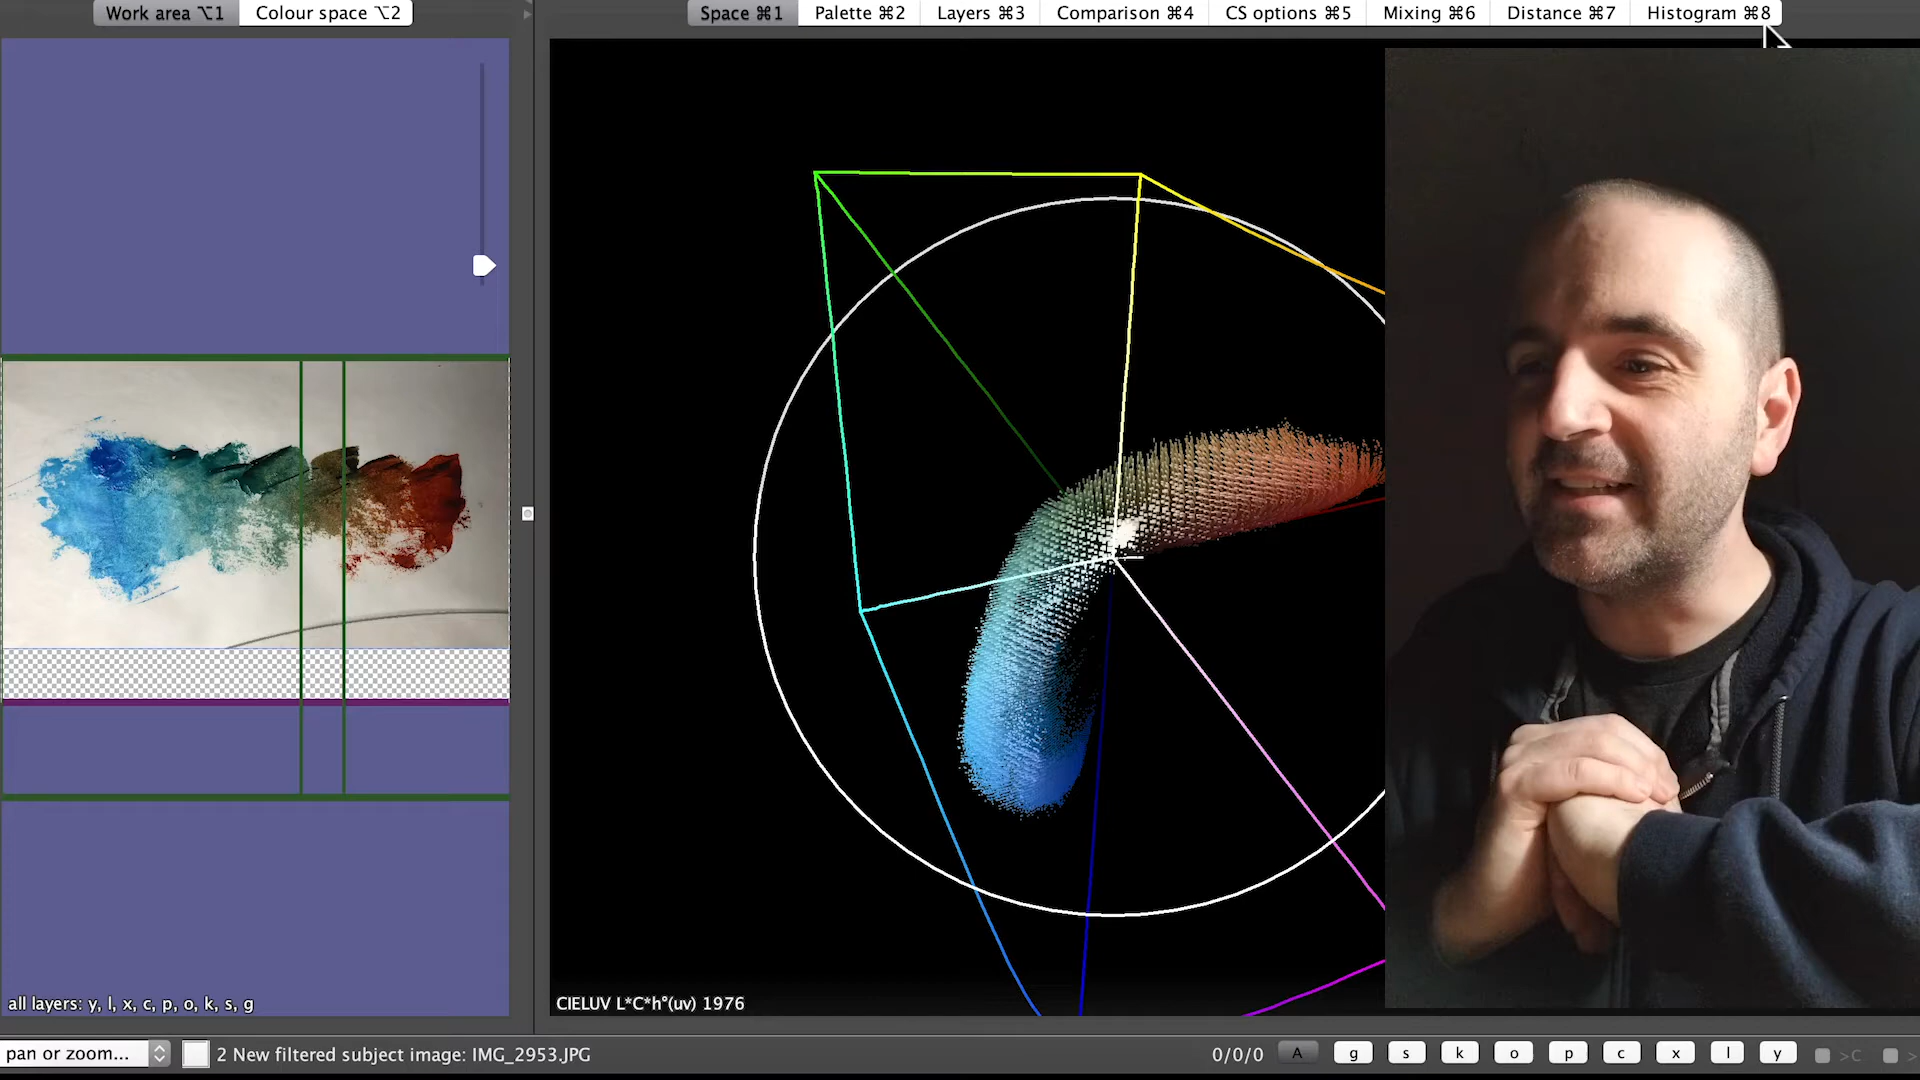 Work area ⌥1
Colour space ⌥2
Space ⌘1
Palette ⌘2
Layers ⌘3
Comparison ⌘4
CS options ⌘5
Mixing ⌘6
Distance ⌘7
Histogram ⌘8
all layers: y, l, x, c, p, o, k, s, g
CIELUV L*C*h°(uv) 1976
pan or zoom...
2 New filtered subject image: IMG_2953.JPG
0/0/0
A
g
s
k
o
p
c
x
l
y
>C
>